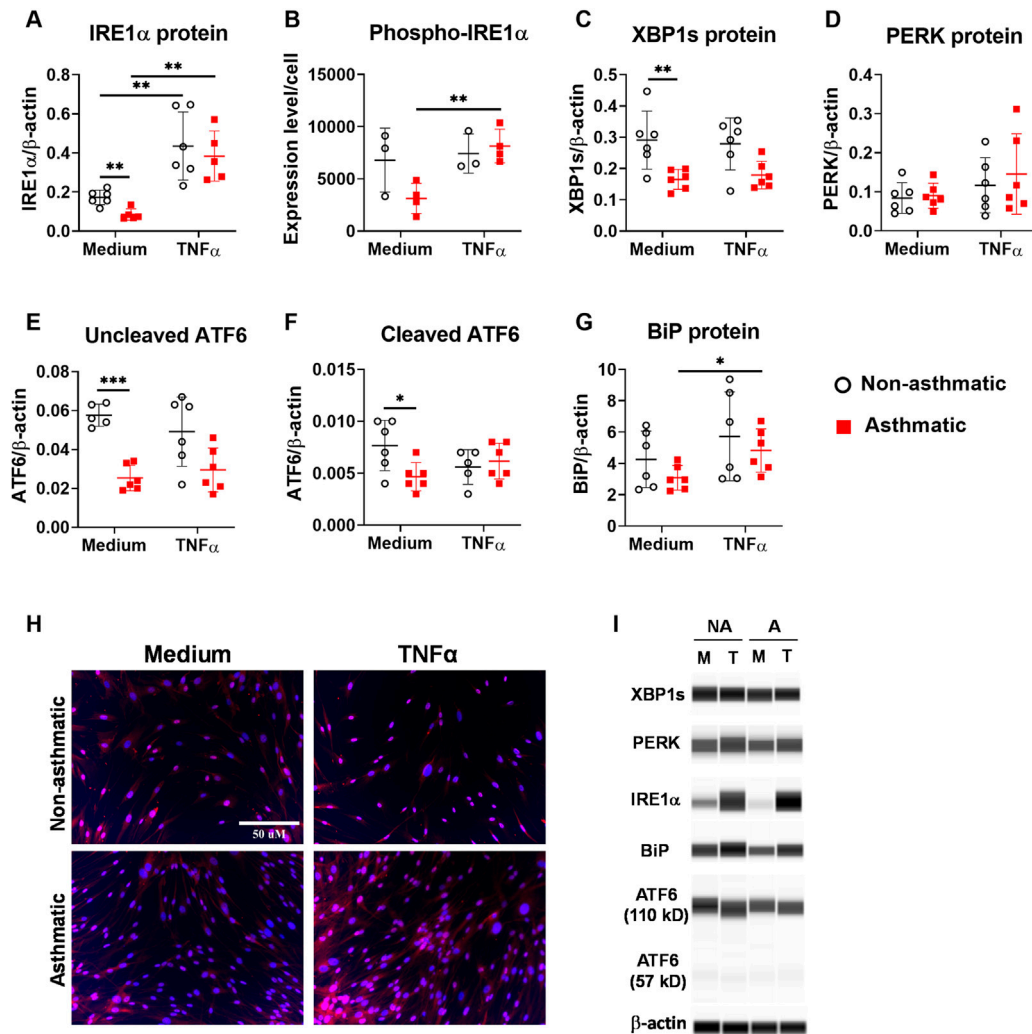 A
IRE1α protein
IRE1α/β-actin
0.8
0.6
0.4
0.2
0.0
**
**
**
Medium
TNFα
B
Phospho-IRE1α
Expression level/cell
15000
10000
5000
0
**
Medium
TNFα
C
XBP1s protein
XBP1s/β-actin
0.5
0.4
0.3
0.2
0.1
0.0
**
Medium
TNFα
D
PERK protein
PERK/β-actin
0.4
0.3
0.2
0.1
0.0
Medium
TNFα
E
Uncleaved ATF6
ATF6/β-actin
0.08
0.06
0.04
0.02
0.00
***
Medium
TNFα
F
Cleaved ATF6
ATF6/β-actin
0.015
0.010
0.005
0.000
*
Medium
TNFα
G
BiP protein
BiP/β-actin
10
8
6
4
2
0
*
Medium
TNFα
Non-asthmatic
Asthmatic
H
Medium
TNFα
Non-asthmatic
50 uM
Asthmatic
I
NA
A
M
T
M
T
XBP1s
PERK
IRE1α
BiP
ATF6
(110 kD)
ATF6
(57 kD)
β-actin